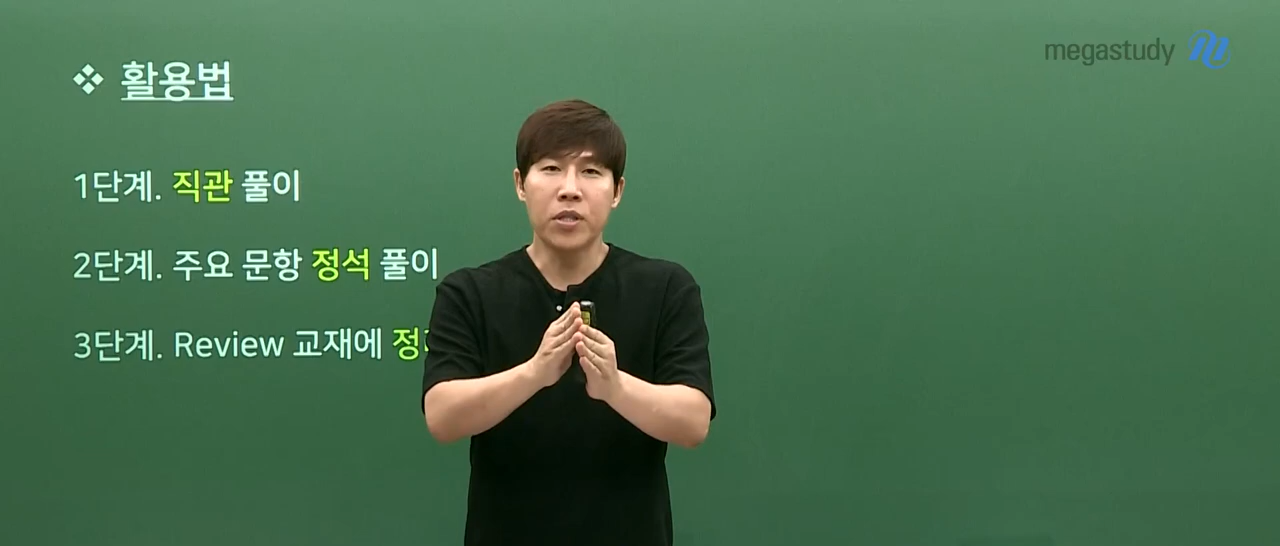 megastudy
❖ 활용법
1단계. 직관 풀이
2단계. 주요 문항 정석 풀이
3단계. Review 교재에